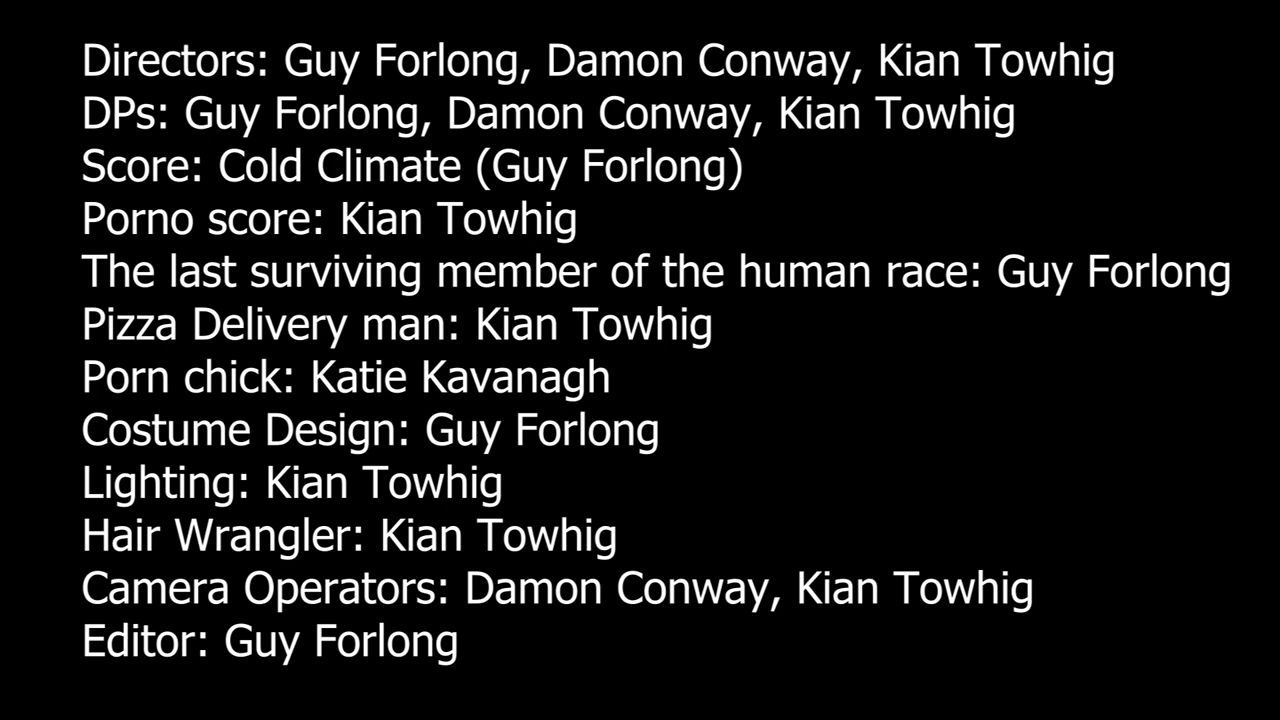 Directors: Guy Forlong, Damon Conway, Kian Towhig
DPs: Guy Forlong, Damon Conway, Kian Towhig
Score: Cold Climate (Guy Forlong)
Porno score: Kian Towhig
The last surviving member of the human race: Guy Forlong
Pizza Delivery man: Kian Towhig
Porn chick: Katie Kavanagh
Costume Design: Guy Forlong
Lighting: Kian Towhig
Hair Wrangler: Kian Towhig
Camera Operators: Damon Conway, Kian Towhig
Editor: Guy Forlong